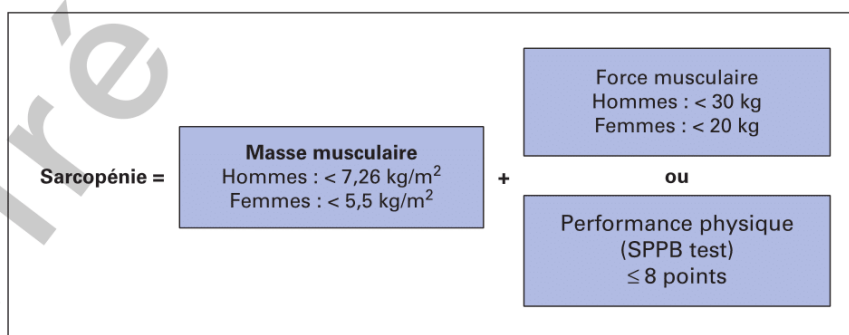 Sarcopénie =
Masse musculaire
Hommes : < 7,26 kg/m²
Femmes : < 5,5 kg/m²
+
Force musculaire
Hommes : < 30 kg
Femmes : < 20 kg
ou
Performance physique
(SPPB test)
≤ 8 points
iré